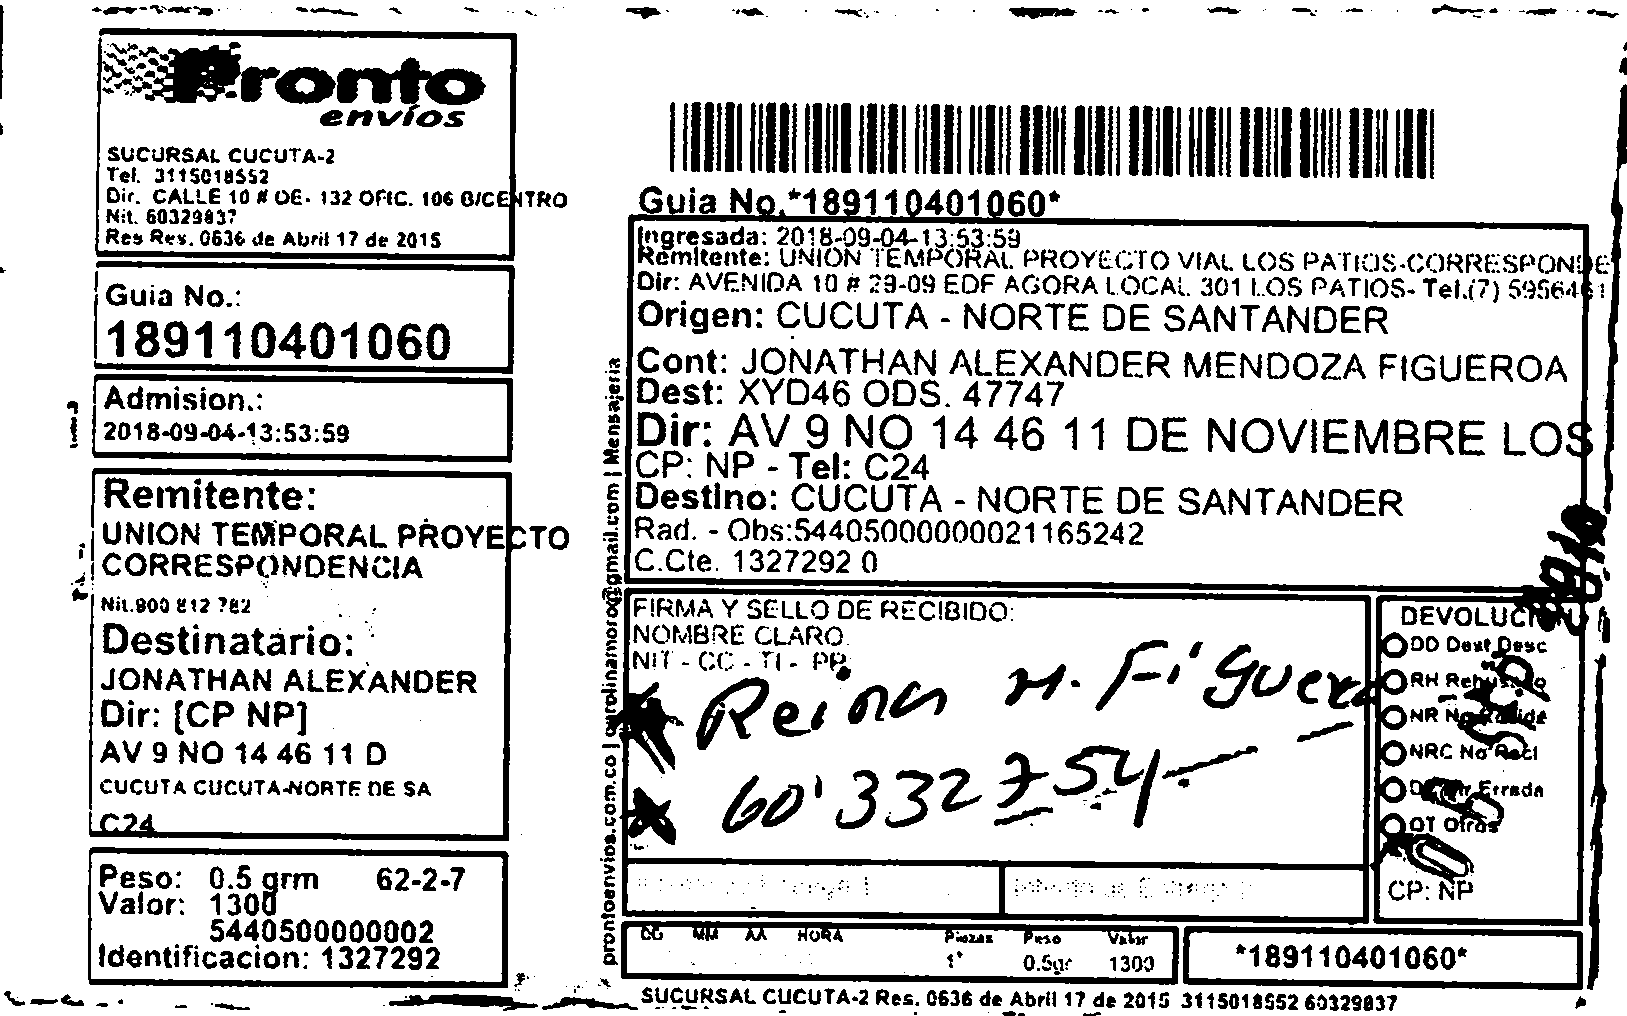 Pronto
envíos
SUCURSAL CUCUTA-2
Tel. 3115018552
Dir. CALLE 10 # OE- 132 OFIC. 106 B/CENTRO
Nit. 60329837
Res Res. 0636 de Abril 17 de 2015
Guia No.:
189110401060
Admision.:
2018-09-04-13:53:59
Remitente:
UNION TEMPORAL PROYECTO
CORRESPONDENCIA
Nit.900 812 782
Destinatario:
JONATHAN ALEXANDER
Dir: [CP NP]
AV 9 NO 14 46 11 D
CUCUTA CUCUTA-NORTE DE SA
C24
Peso: 0.5 grm 62-2-7
Valor: 1300
5440500000002
Identificacion: 1327292
prontoenvios.com.co | carolinamoro@gmail.com | Mensajeria
Guia No.*189110401060*
Ingresada: 2018-09-04-13:53:59
Remitente: UNION TEMPORAL PROYECTO VIAL LOS PATIOS-CORRESPONDE
Dir: AVENIDA 10 # 29-09 EDF AGORA LOCAL 301 LOS PATIOS- Tel.(7) 5956461
Origen: CUCUTA - NORTE DE SANTANDER
Cont: JONATHAN ALEXANDER MENDOZA FIGUEROA
Dest: XYD46 ODS. 47747
Dir: AV 9 NO 14 46 11 DE NOVIEMBRE LOS
CP: NP - Tel: C24
Destino: CUCUTA - NORTE DE SANTANDER
Rad. - Obs:54405000000021165242
C.Cte. 1327292 0
FIRMA Y SELLO DE RECIBIDO:
NOMBRE CLARO
NIT - CC - TI - PP
Reina M. Figuera
60'332754
DEVOLUCION
DD Dest Desc
RH Rehusado
NR No Reside
NRC No Recl
Dir Errada
OT Otros
CP: NP
DD MM AA HORA Piezas Peso Valor
1* 0.5gr 1300
*189110401060*
SUCURSAL CUCUTA-2 Res. 0636 de Abril 17 de 2015 3115018552 60329837